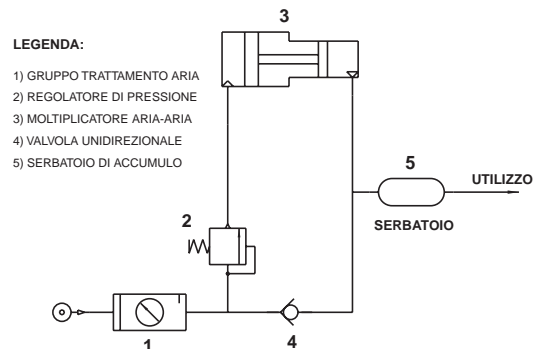 3
LEGENDA:
1) GRUPPO TRATTAMENTO ARIA
2) REGOLATORE DI PRESSIONE
3) MOLTIPLICATORE ARIA-ARIA
4) VALVOLA UNIDIREZIONALE
5) SERBATOIO DI ACCUMULO
5
UTILIZZO
SERBATOIO
2
1
4